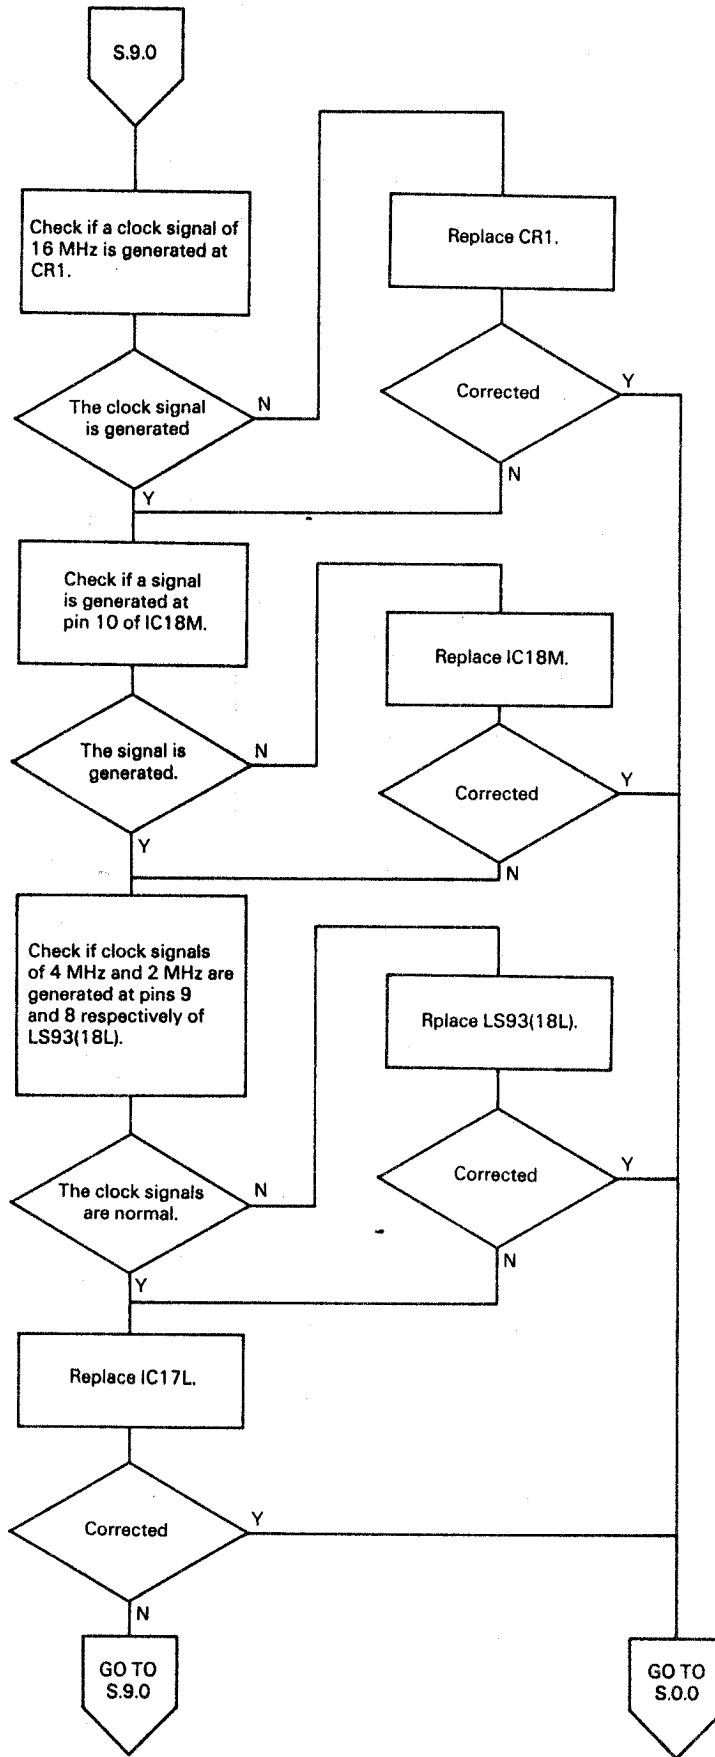 S.9.0
Check if a clock signal of
16 MHz is generated at
CR1.
Replace CR1.
The clock signal
is generated
N
Y
Corrected
Y
N
Check if a signal
is generated at
pin 10 of IC18M.
Replace IC18M.
The signal is
generated.
N
Y
Corrected
Y
N
Check if clock signals
of 4 MHz and 2 MHz are
generated at pins 9
and 8 respectively of
LS93(18L).
Rplace LS93(18L).
The clock signals
are normal.
N
Y
Corrected
Y
N
Replace IC17L.
Corrected
Y
N
GO TO
S.9.0
GO TO
S.0.0